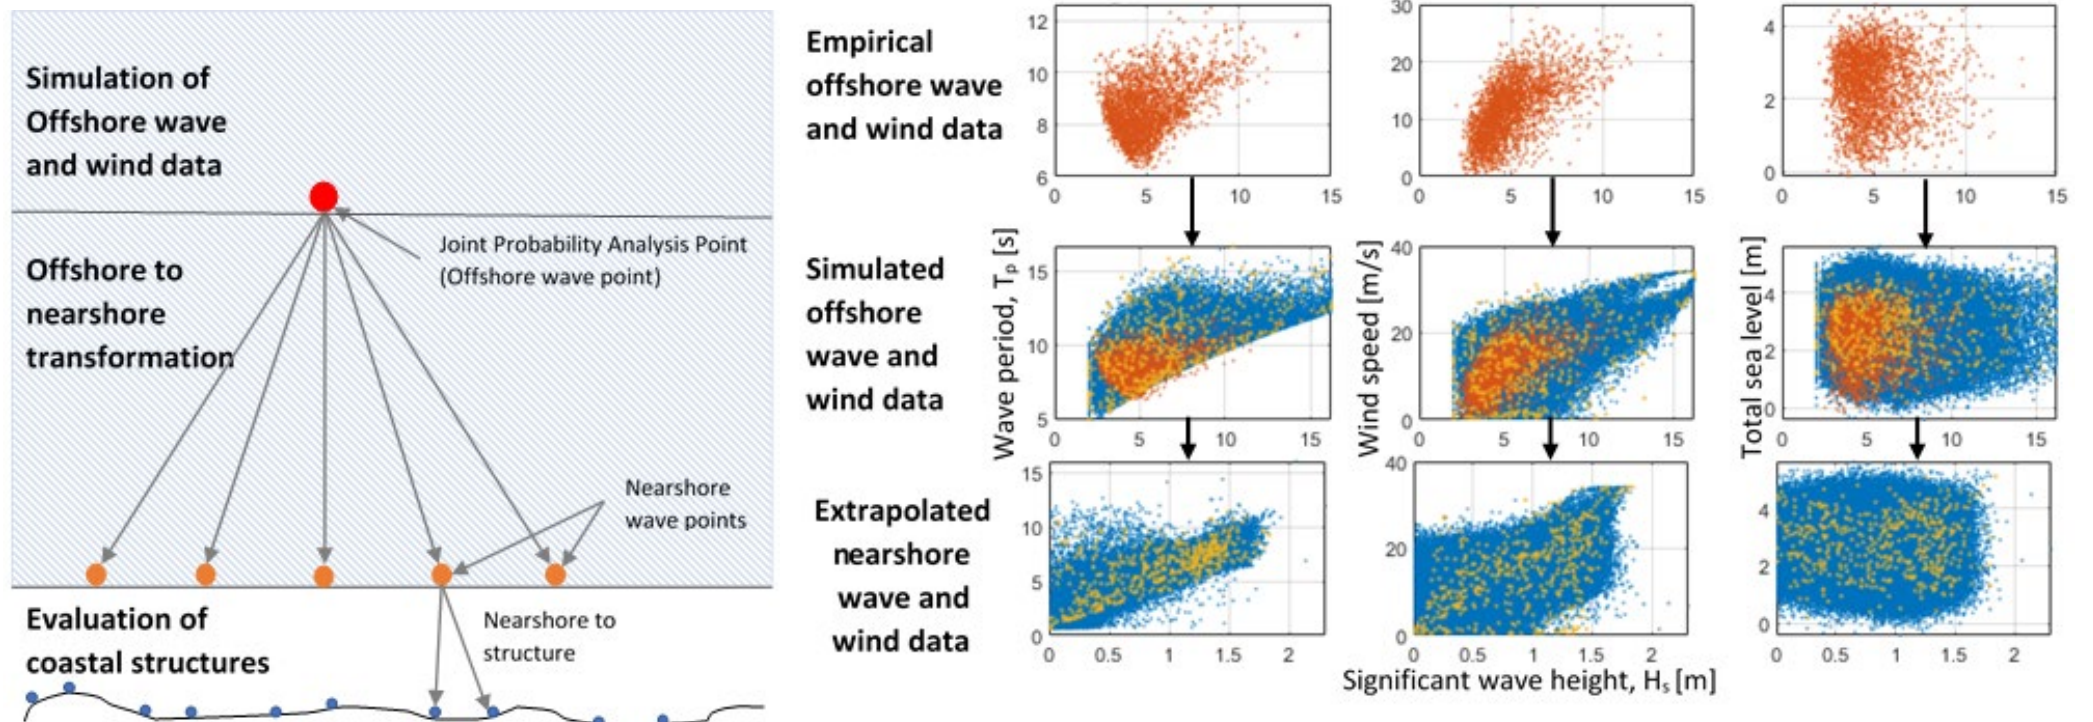 Simulation of
Offshore wave
and wind data
Joint Probability Analysis Point
(Offshore wave point)
Offshore to
nearshore
transformation
Nearshore
wave points
Evaluation of
coastal structures
Nearshore to
structure
Empirical
offshore wave
and wind data
12
10
8
6
0
5
10
15
30
20
10
0
0
5
10
15
4
2
0
0
5
10
15
Simulated
offshore
wave and
wind data
Wave period, Tₚ [s]
15
10
5
0
5
10
15
Wind speed [m/s]
40
20
0
0
5
10
15
Total sea level [m]
4
2
0
0
5
10
15
Extrapolated
nearshore
wave and
wind data
15
10
5
0
0
0.5
1
1.5
2
40
20
0
0
0.5
1
1.5
2
4
2
0
0
0.5
1
1.5
2
Significant wave height, Hₛ [m]